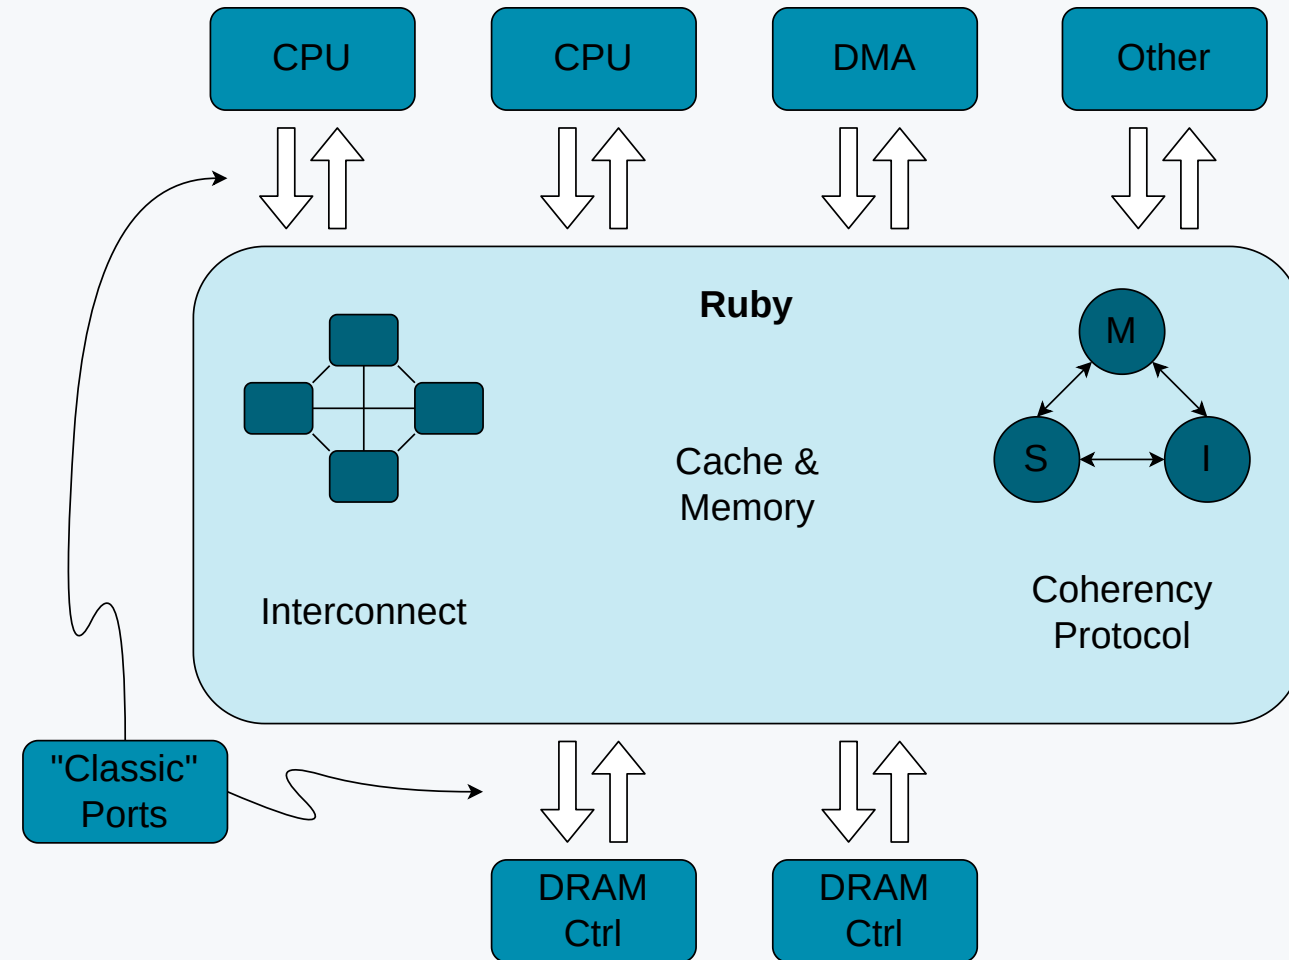 CPU
CPU
DMA
Other
Ruby
M
S
I
Cache &
Memory
Interconnect
Coherency
Protocol
"Classic"
Ports
DRAM
Ctrl
DRAM
Ctrl